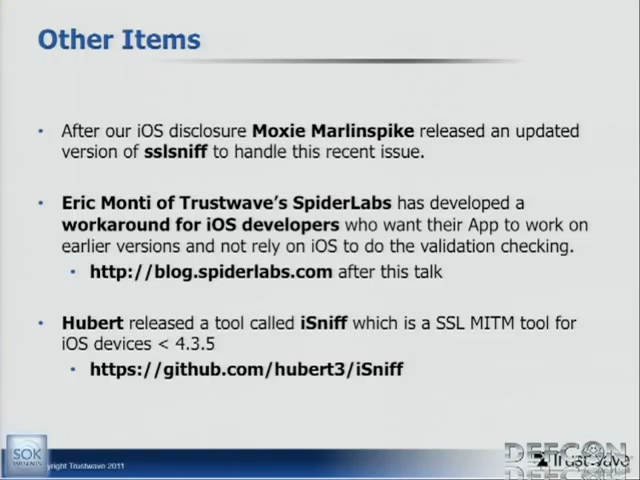 Other Items
• After our iOS disclosure Moxie Marlinspike released an updated
version of sslsniff to handle this recent issue.
• Eric Monti of Trustwave's SpiderLabs has developed a
workaround for iOS developers who want their App to work on
earlier versions and not rely on iOS to do the validation checking.
• http://blog.spiderlabs.com after this talk
• Hubert released a tool called iSniff which is a SSL MITM tool for
iOS devices < 4.3.5
• https://github.com/hubert3/iSniff
SOK
yright Trustwave 2011
DEFCON
Trustwave